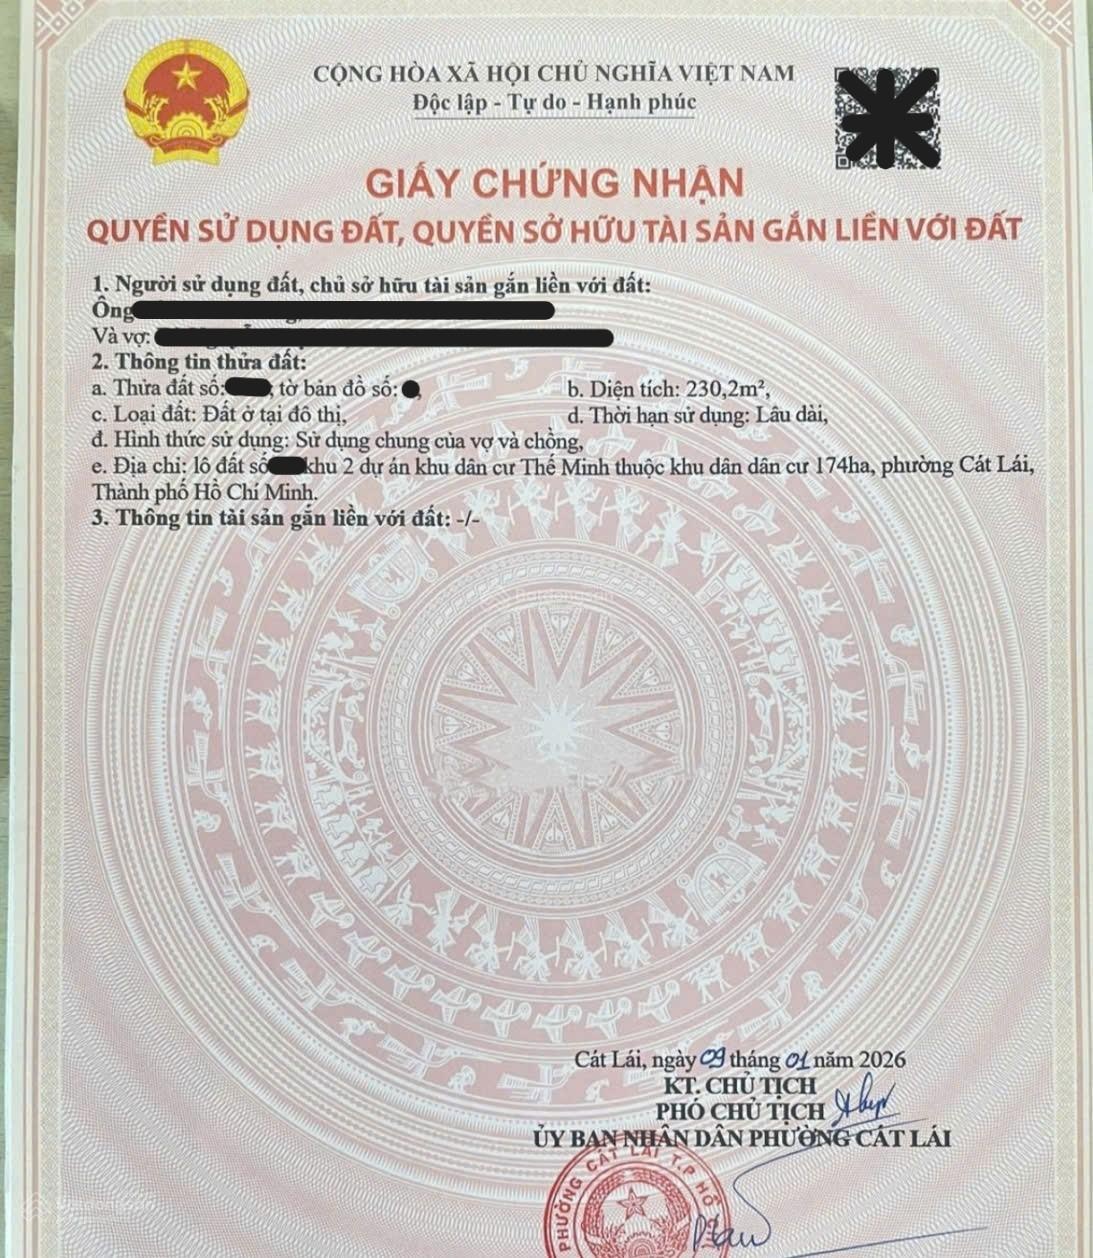 CỘNG HÒA XÃ HỘI CHỦ NGHĨA VIỆT NAM
Độc lập - Tự do - Hạnh phúc
GIẤY CHỨNG NHẬN
QUYỀN SỬ DỤNG ĐẤT, QUYỀN SỞ HỮU TÀI SẢN GẮN LIỀN VỚI ĐẤT
1. Người sử dụng đất, chủ sở hữu tài sản gắn liền với đất:
Ông
Và vợ:
2. Thông tin thửa đất:
a. Thửa đất số: , tờ bản đồ số: , b. Diện tích: 230,2m²,
c. Loại đất: Đất ở tại đô thị, d. Thời hạn sử dụng: Lâu dài,
đ. Hình thức sử dụng: Sử dụng chung của vợ và chồng,
e. Địa chỉ: lô đất số khu 2 dự án khu dân cư Thế Minh thuộc khu dân dân cư 174ha, phường Cát Lái,
Thành phố Hồ Chí Minh.
3. Thông tin tài sản gắn liền với đất: -/-
Batdongsan
Cát Lái, ngày 09 tháng 01 năm 2026
KT. CHỦ TỊCH
PHÓ CHỦ TỊCH
ỦY BAN NHÂN DÂN PHƯỜNG CÁT LÁI
PHƯỜNG CÁT LÁI T.P HỒ